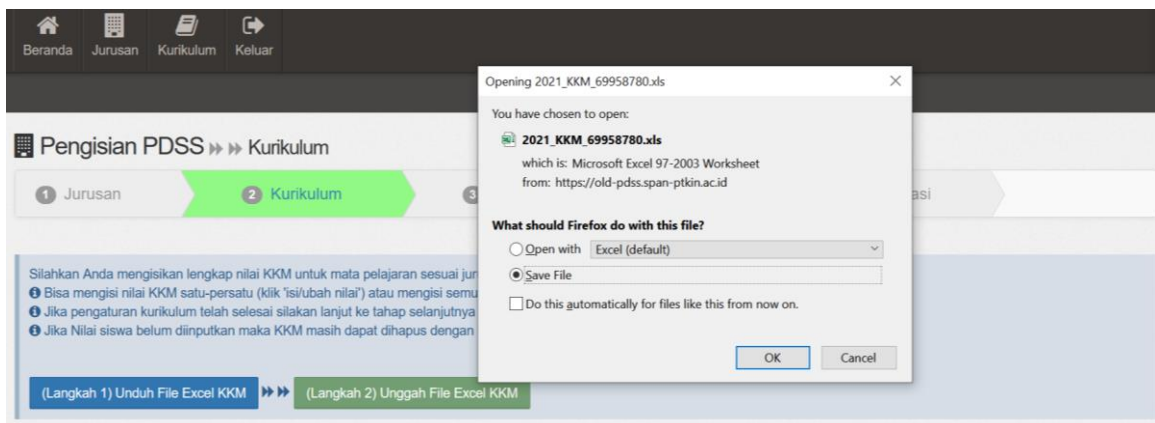 Beranda Jurusan Kurikulum Keluar
Pengisian PDSS Kurikulum
1 Jurusan
2 Kurikulum
3
asi
Silahkan Anda mengisikan lengkap nilai KKM untuk mata pelajaran sesuai jur
Bisa mengisi nilai KKM satu-persatu (klik 'isi/ubah nilai') atau mengisi semu
Jika pengaturan kurikulum telah selesai silakan lanjut ke tahap selanjutnya
Jika Nilai siswa belum diinputkan maka KKM masih dapat dihapus dengan
(Langkah 1) Unduh File Excel KKM
(Langkah 2) Unggah File Excel KKM
Opening 2021_KKM_69958780.xls
You have chosen to open:
2021_KKM_69958780.xls
which is: Microsoft Excel 97-2003 Worksheet
from: https://old-pdss.span-ptkin.ac.id
What should Firefox do with this file?
Open with Excel (default)
Save File
Do this automatically for files like this from now on.
OK Cancel